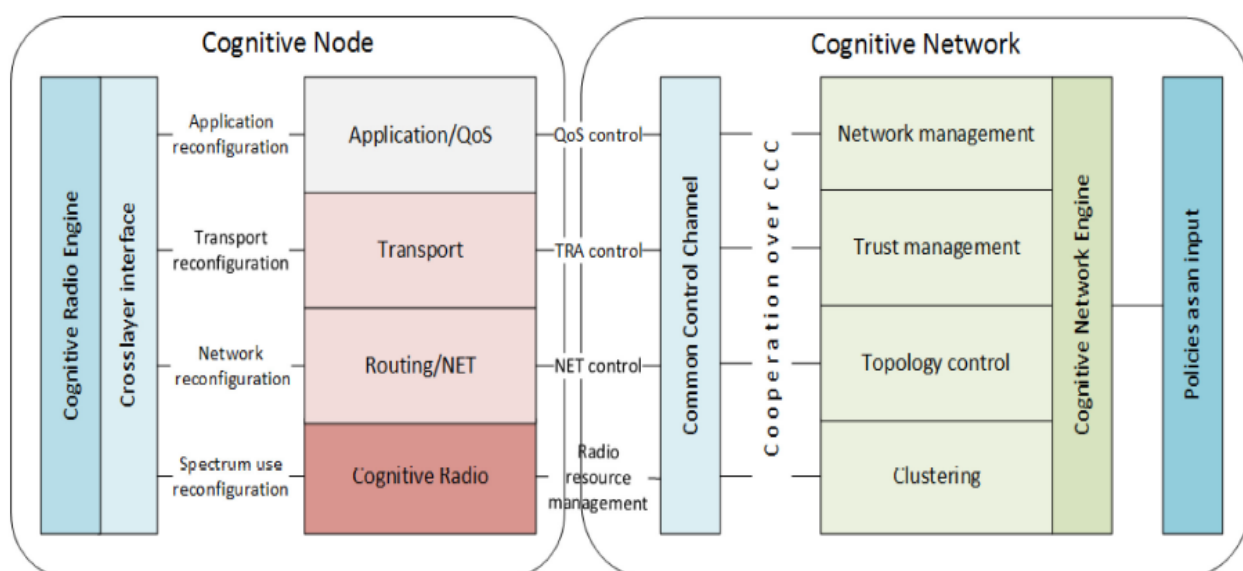 Cognitive Node
Cognitive Network
Cognitive Radio Engine
Crosslayer interface
Application
reconfiguration
Transport
reconfiguration
Network
reconfiguration
Spectrum use
reconfiguration
Application/QoS
Transport
Routing/NET
Cognitive Radio
QoS control
TRA control
NET control
Radio
resource
management
Common Control Channel
Cooperation over CCC
Network management
Trust management
Topology control
Clustering
Cognitive Network Engine
Policies as an input